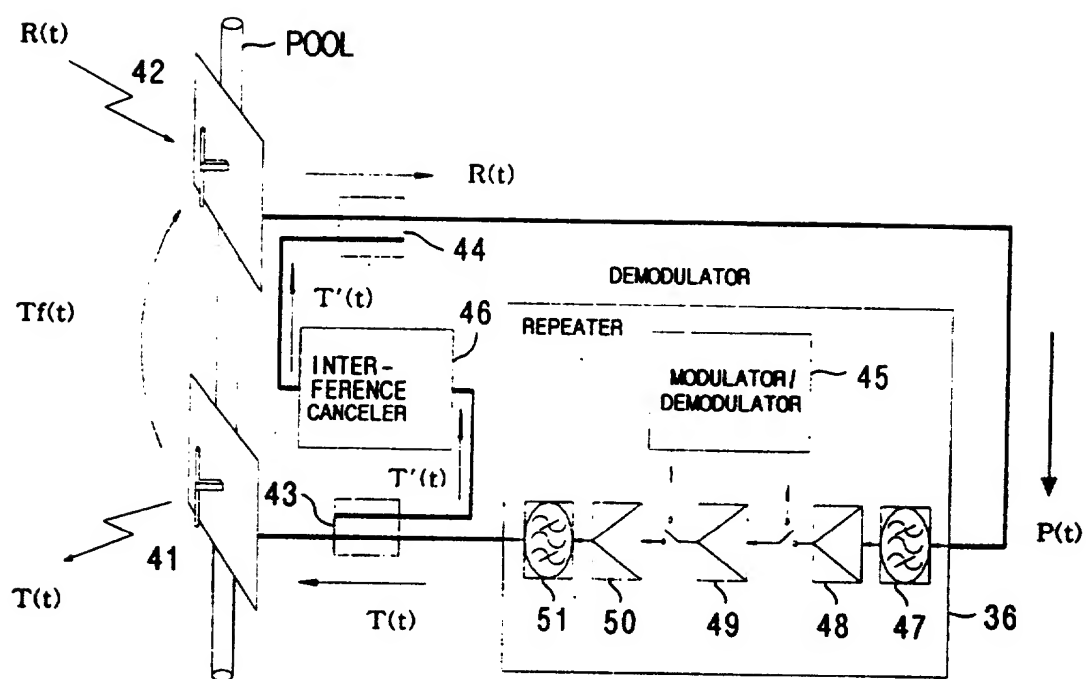 R(t)
42
POOL
R(t)
44
DEMODULATOR
Tf(t)
T'(t)
46
REPEATER
INTER-
FERENCE
CANCELER
MODULATOR/
DEMODULATOR
45
T'(t)
43
P(t)
41
T(t)
T(t)
51
50
49
48
47
36